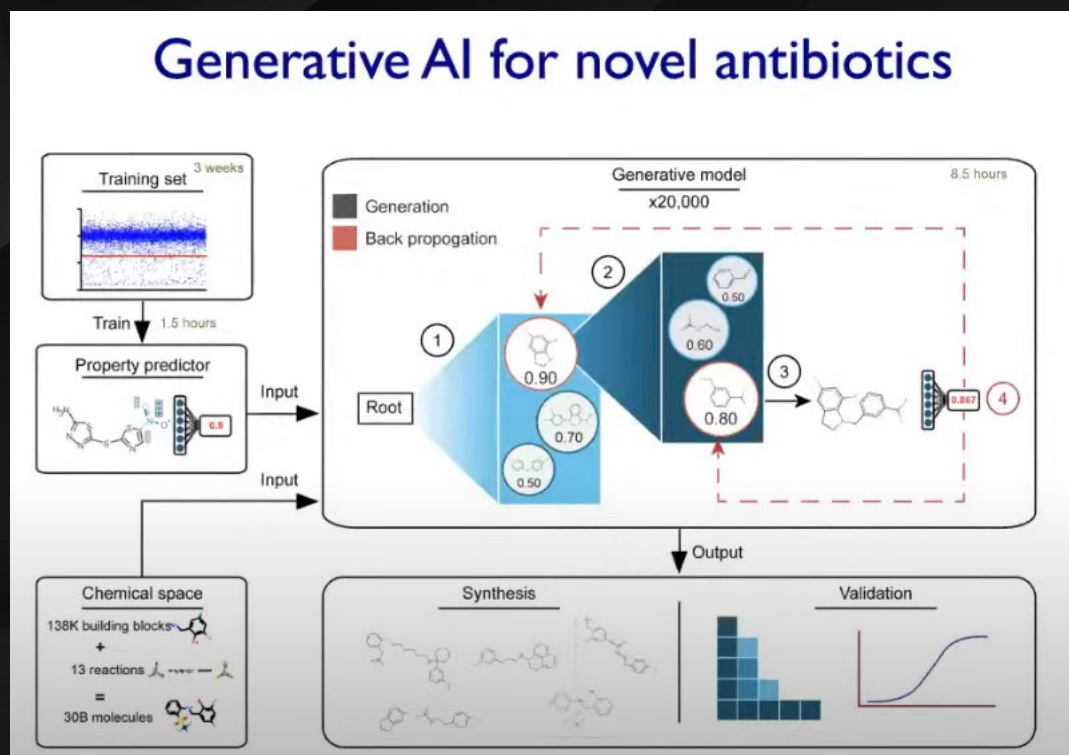 Generative AI for novel antibiotics
Training set
3 weeks
Train
1.5 hours
Property predictor
H₂N
N-N
S
S
N
0.9
Input
Input
Chemical space
138K building blocks
+
13 reactions
=
30B molecules
Generative model
x20,000
8.5 hours
Generation
Back propogation
1
Root
0.90
0.70
0.50
2
0.50
0.60
0.80
3
0.867
4
Output
Synthesis
Validation